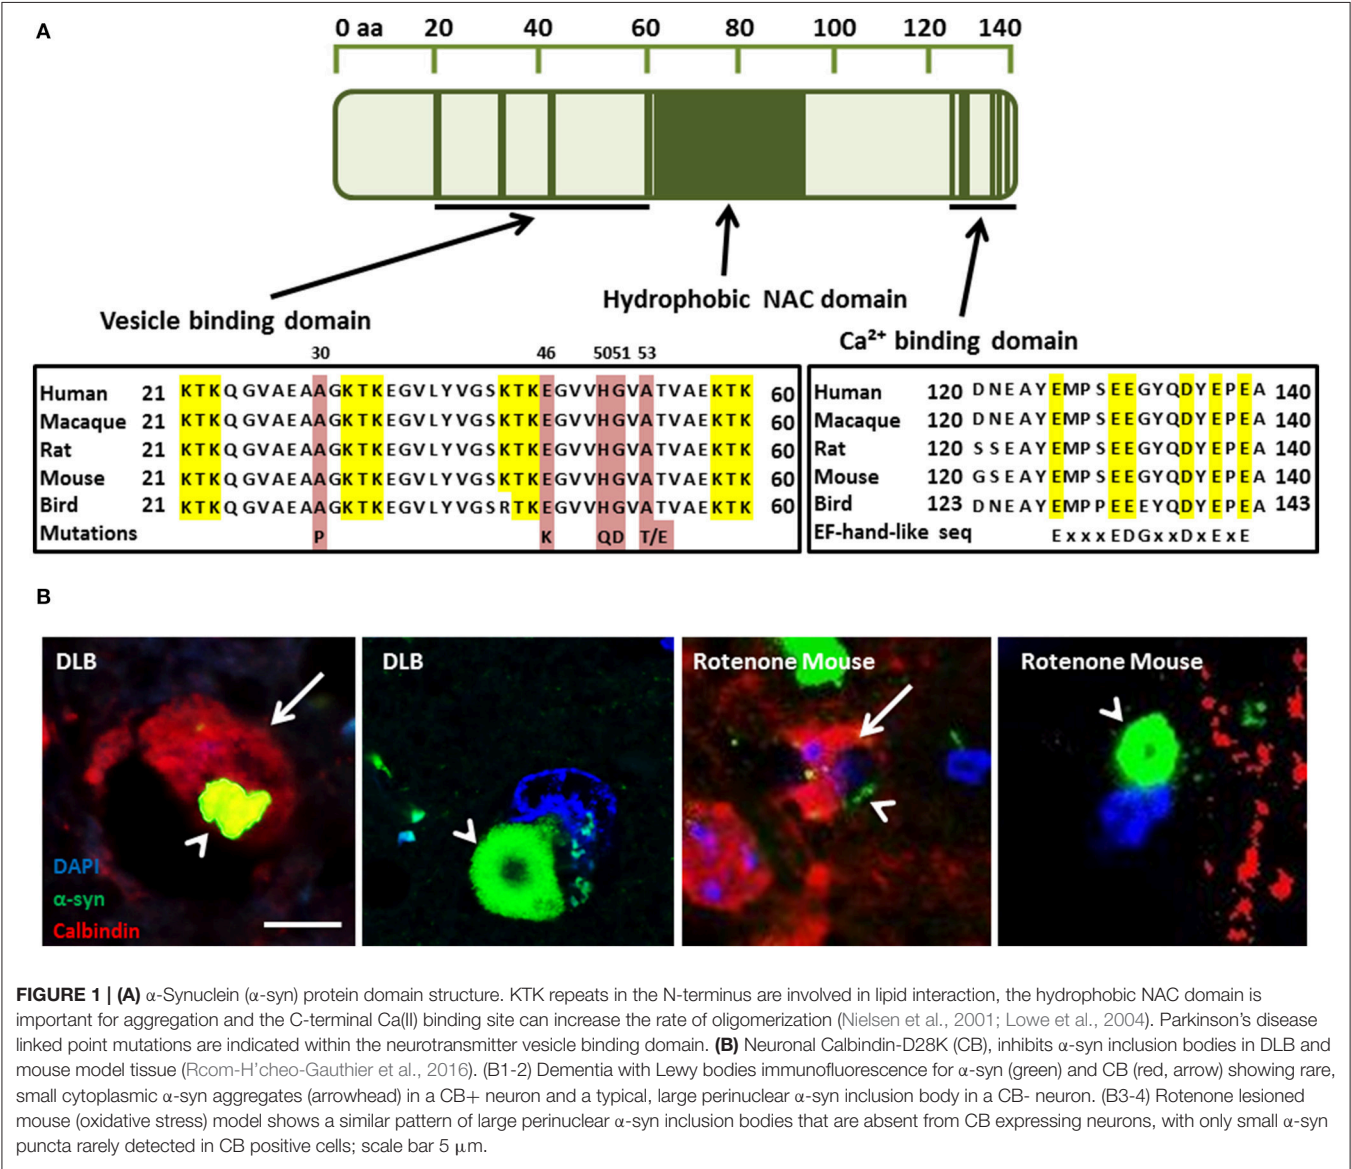 A
0 aa 20 40 60 80 100 120 140
Vesicle binding domain
Hydrophobic NAC domain
Ca²⁺ binding domain
30 46 5051 53
Human 21 KTKQGVAEAAGKTKEGVLYVGSKTKEGVVHGVATVAEKTK 60
Macaque 21 KTKQGVAEAAGKTKEGVLYVGSKTKEGVVHGVATVAEKTK 60
Rat 21 KTKQGVAEAAGKTKEGVLYVGSKTKEGVVHGVATVAEKTK 60
Mouse 21 KTKQGVAEAAGKTKEGVLYVGSKTKEGVVHGVATVAEKTK 60
Bird 21 KTKQGVAEAAGKTKEGVLYVGSRTKEGVVHGVATVAEKTK 60
Mutations P K QD T/E
Human 120 DNEAYEMPSEEGYQDYEPEA 140
Macaque 120 DNEAYEMPSEEGYQDYEPEA 140
Rat 120 SSEAYEMPSEEGYQDYEPEA 140
Mouse 120 GSEAYEMPSEEGYQDYEPEA 140
Bird 123 DNEAYEMPPEEEYQDYEPEA 143
EF-hand-like seq ExxxEDGxxDxExE
B
DLB
DAPI
α-syn
Calbindin
DLB
Rotenone Mouse
Rotenone Mouse
FIGURE 1 | (A) α-Synuclein (α-syn) protein domain structure. KTK repeats in the N-terminus are involved in lipid interaction, the hydrophobic NAC domain is
important for aggregation and the C-terminal Ca(II) binding site can increase the rate of oligomerization (Nielsen et al., 2001; Lowe et al., 2004). Parkinson's disease
linked point mutations are indicated within the neurotransmitter vesicle binding domain. (B) Neuronal Calbindin-D28K (CB), inhibits α-syn inclusion bodies in DLB and
mouse model tissue (Rcom-H'cheo-Gauthier et al., 2016). (B1-2) Dementia with Lewy bodies immunofluorescence for α-syn (green) and CB (red, arrow) showing rare,
small cytoplasmic α-syn aggregates (arrowhead) in a CB+ neuron and a typical, large perinuclear α-syn inclusion body in a CB- neuron. (B3-4) Rotenone lesioned
mouse (oxidative stress) model shows a similar pattern of large perinuclear α-syn inclusion bodies that are absent from CB expressing neurons, with only small α-syn
puncta rarely detected in CB positive cells; scale bar 5 μm.